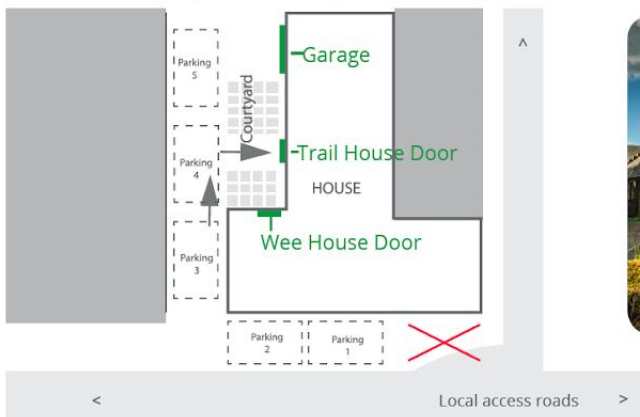 Garage
Parking
5
Courtyard
Trail House Door
Parking
4
HOUSE
Wee House Door
Parking
3
Parking
2
Parking
1
^
<
Local access roads >